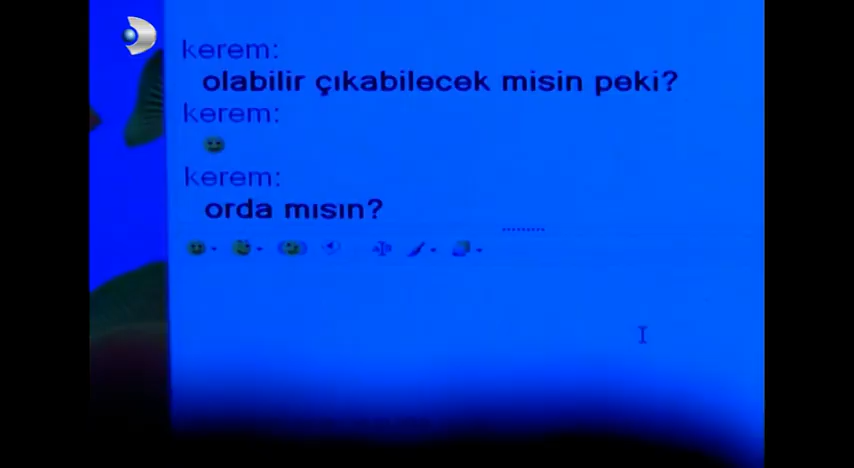 kerem:
olabilir çıkabilecek misin peki?
kerem:
kerem:
orda mısın?